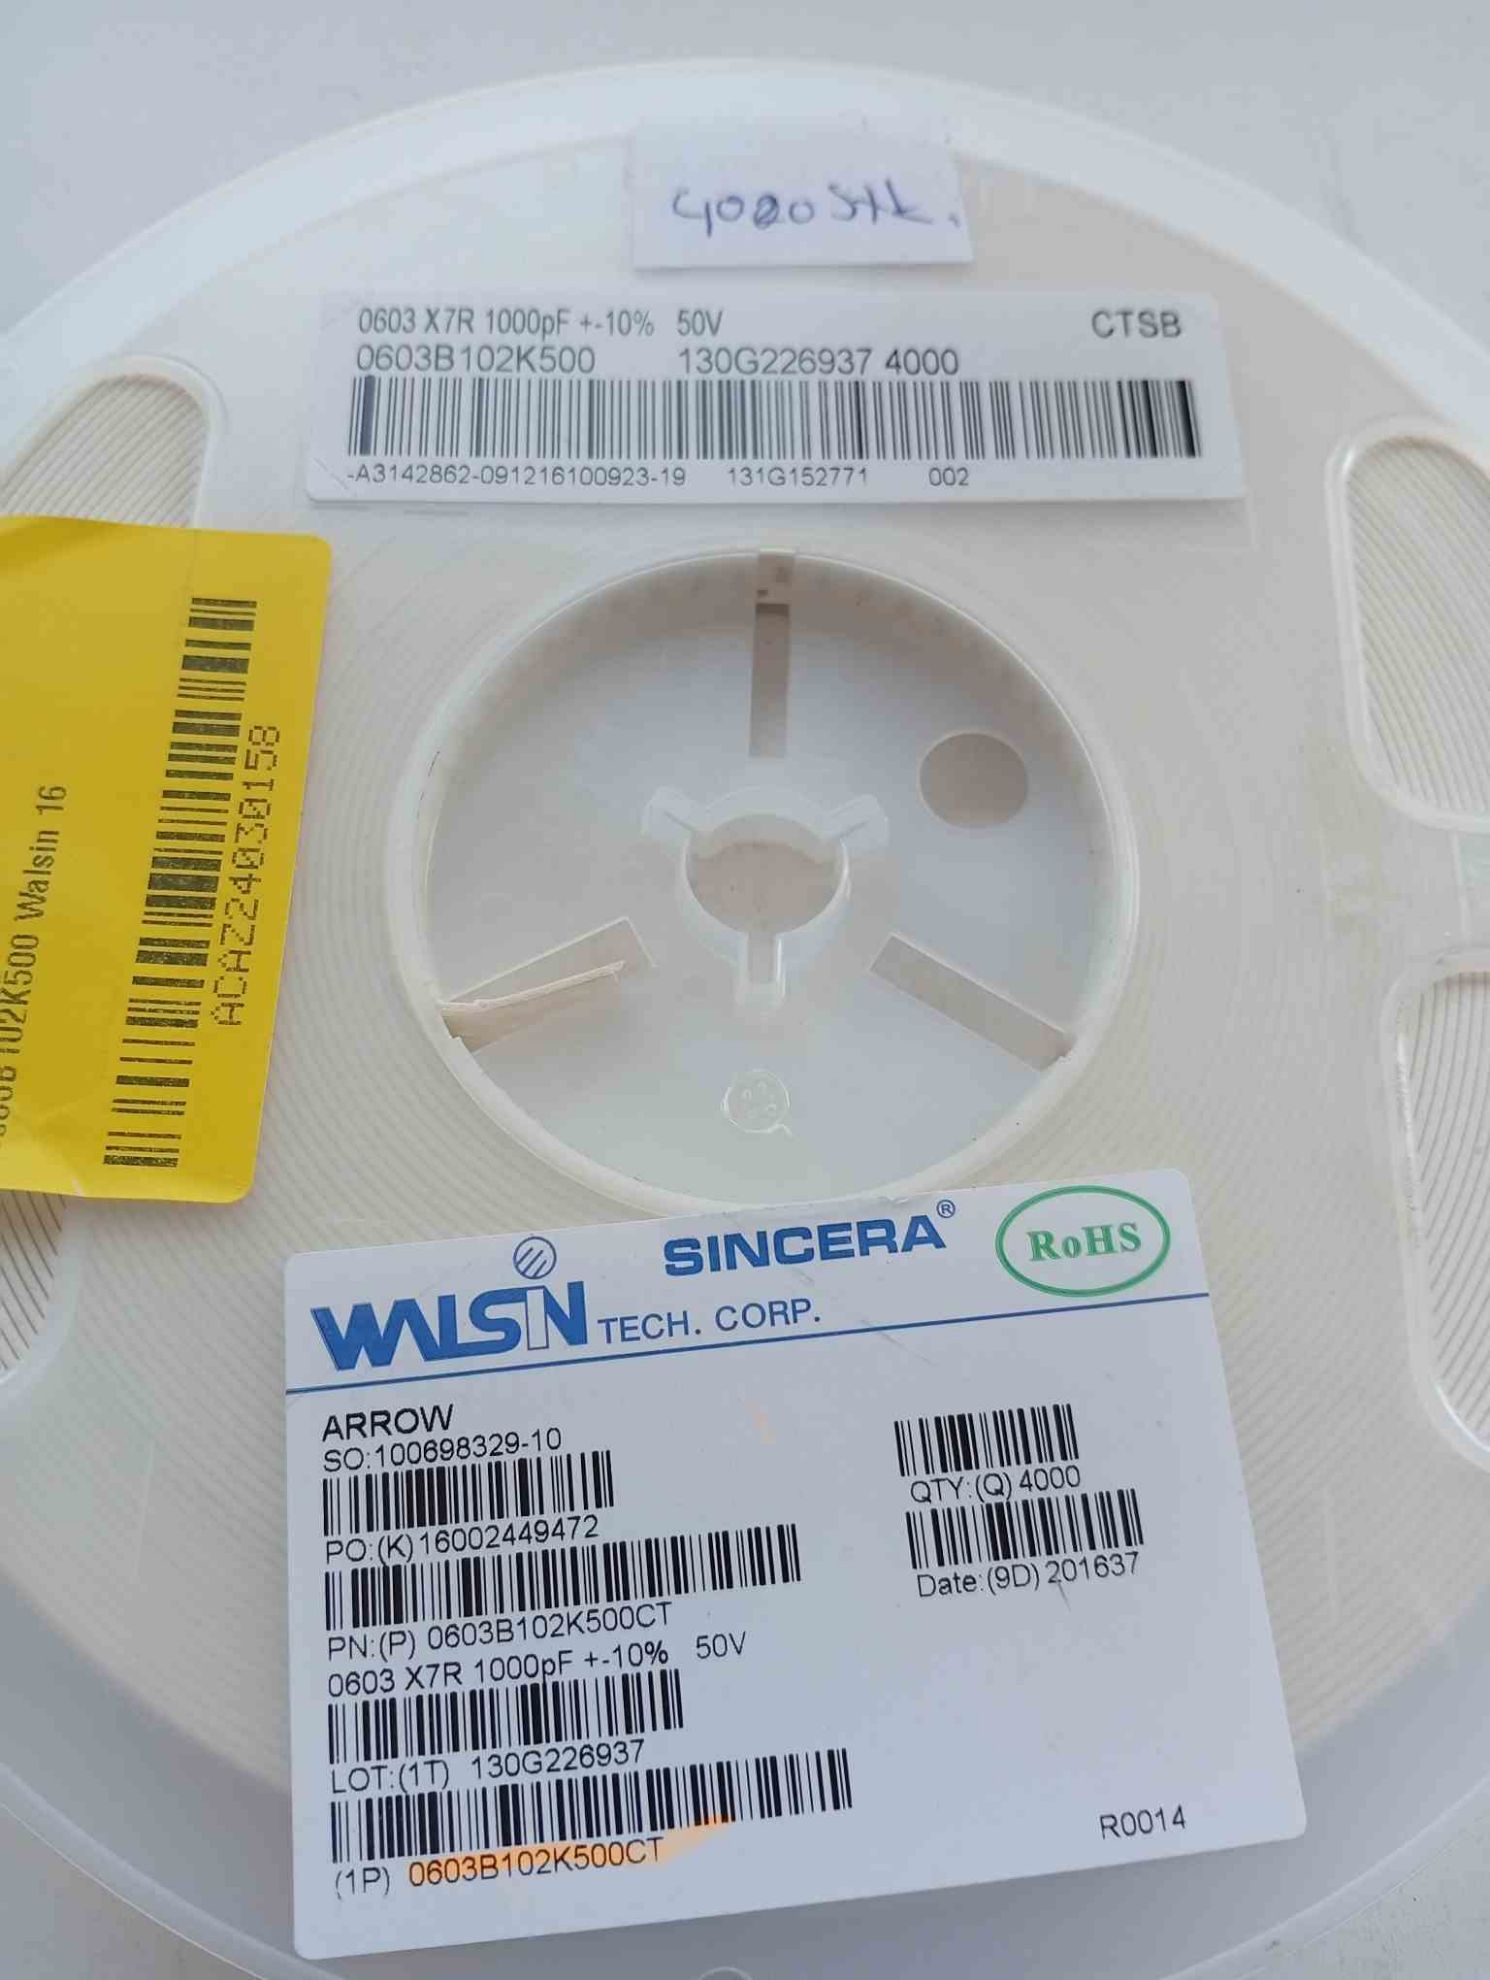 4000 Stk.
0603 X7R 1000pF +-10% 50V CTSB
0603B102K500 130G226937 4000
-A3142862-091216100923-19 131G152771 002
102K500 Walsin 16
ACAZ24030158
SINCERA® RoHS
WALSIN TECH. CORP.
ARROW
SO:100698329-10
QTY:(Q) 4000
PO:(K)16002449472
Date:(9D) 201637
PN:(P) 0603B102K500CT
0603 X7R 1000pF +-10% 50V
LOT:(1T) 130G226937
R0014
(1P) 0603B102K500CT